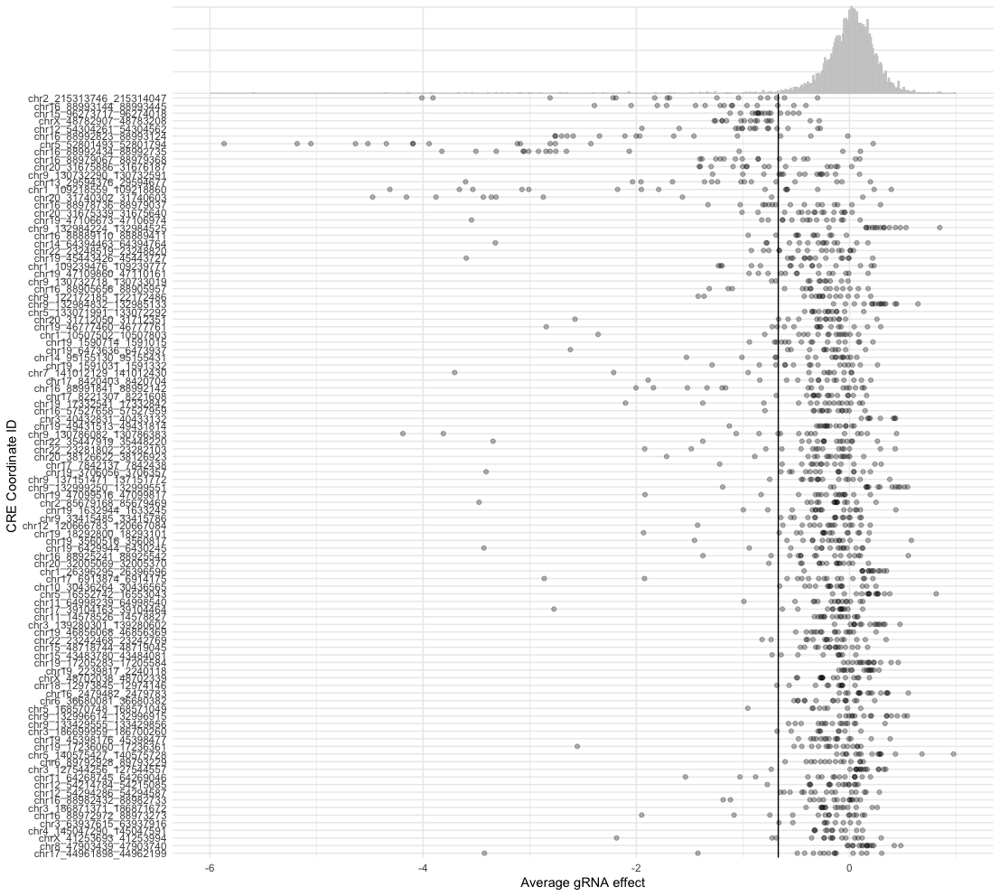 CRE Coordinate ID
chr2_215313746_215314047
chr16_88993144_88993445
chr15_96273717_96274018
chrX_48782907_48783208
chr12_54304261_54304562
chr16_88992823_88993124
chr5_52801493_52801794
chr16_88992434_88992735
chr16_88979067_88979368
chr20_31675886_31676187
chr9_130732290_130732591
chr13_29594376_29594677
chr1_109218559_109218860
chr20_31740302_31740603
chr16_88978736_88979037
chr20_31675339_31675640
chr19_47106673_47106974
chr9_132984224_132984525
chr16_88889110_88889411
chr14_64394463_64394764
chr22_23248519_23248820
chr19_45443426_45443727
chr1_109239476_109239777
chr19_47109860_47110161
chr9_130732718_130733019
chr16_88905656_88905957
chr9_122172185_122172486
chr9_132984832_132985133
chr5_133071991_133072292
chr20_31712050_31712351
chr19_46777460_46777761
chr1_10507502_10507803
chr19_1590714_1591015
chr19_6473636_6473937
chr14_95155130_95155431
chr19_1591031_1591332
chr7_141012129_141012430
chr17_8420403_8420704
chr16_88991841_88992142
chr17_8221307_8221608
chr19_17332541_17332842
chr16_57527658_57527959
chr3_40432831_40433132
chr19_49431513_49431814
chr9_130786082_130786383
chr22_35447919_35448220
chr22_23281802_23282103
chr20_38126622_38126923
chr17_7842137_7842438
chr19_3706056_3706357
chr9_137151471_137151772
chr9_132999250_132999551
chr19_47099516_47099817
chr2_85679168_85679469
chr19_1632944_1633245
chr9_33415485_33415786
chr12_120666783_120667084
chr19_18292800_18293101
chr19_3560516_3560817
chr19_6429944_6430245
chr16_88925241_88925542
chr20_32005069_32005370
chr1_26396295_26396596
chr17_6913874_6914175
chr10_30436264_30436565
chr5_16552742_16553043
chr11_64998239_64998540
chr17_39104163_39104464
chr11_14578526_14578827
chr3_139280301_139280602
chr19_46856068_46856369
chr22_23242468_23242769
chr15_48718744_48719045
chr15_43483780_43484081
chr19_17205283_17205584
chr19_2239817_2240118
chrX_48702038_48702339
chr18_12973845_12974146
chr16_2479482_2479783
chr6_36680081_36680382
chr5_168570748_168571049
chr9_132996614_132996915
chr9_133429555_133429856
chr3_186699959_186700260
chr19_45398176_45398477
chr19_17236060_17236361
chr5_140575427_140575728
chr6_89792928_89793229
chr3_127544256_127544557
chr11_64268745_64269046
chr12_54214784_54215085
chr12_54294286_54294587
chr16_88982432_88982733
chr3_186871371_186871672
chr16_88972972_88973273
chr3_63937615_63937916
chr4_145047290_145047591
chrX_41253693_41253994
chr8_47903439_47903740
chr17_44961898_44962199
-6 -4 -2 0
Average gRNA effect